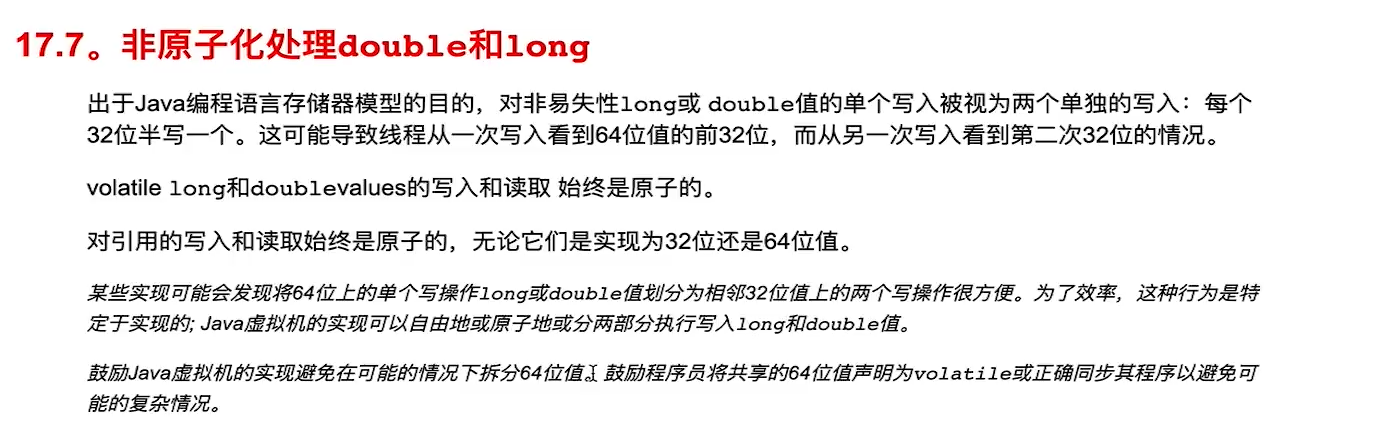 17.7。非原子化处理double和long
出于Java编程语言存储器模型的目的，对非易失性long或 double值的单个写入被视为两个单独的写入：每个
32位半写一个。这可能导致线程从一次写入看到64位值的前32位，而从另一次写入看到第二次32位的情况。
volatile long和doublevalues的写入和读取 始终是原子的。
对引用的写入和读取始终是原子的，无论它们是实现为32位还是64位值。
某些实现可能会发现将64位上的单个写操作long或double值划分为相邻32位值上的两个写操作很方便。为了效率，这种行为是特
定于实现的; Java虚拟机的实现可以自由地或原子地或分两部分执行写入long和double值。
鼓励Java虚拟机的实现避免在可能的情况下拆分64位值。鼓励程序员将共享的64位值声明为volatile或正确同步其程序以避免可
能的复杂情况。